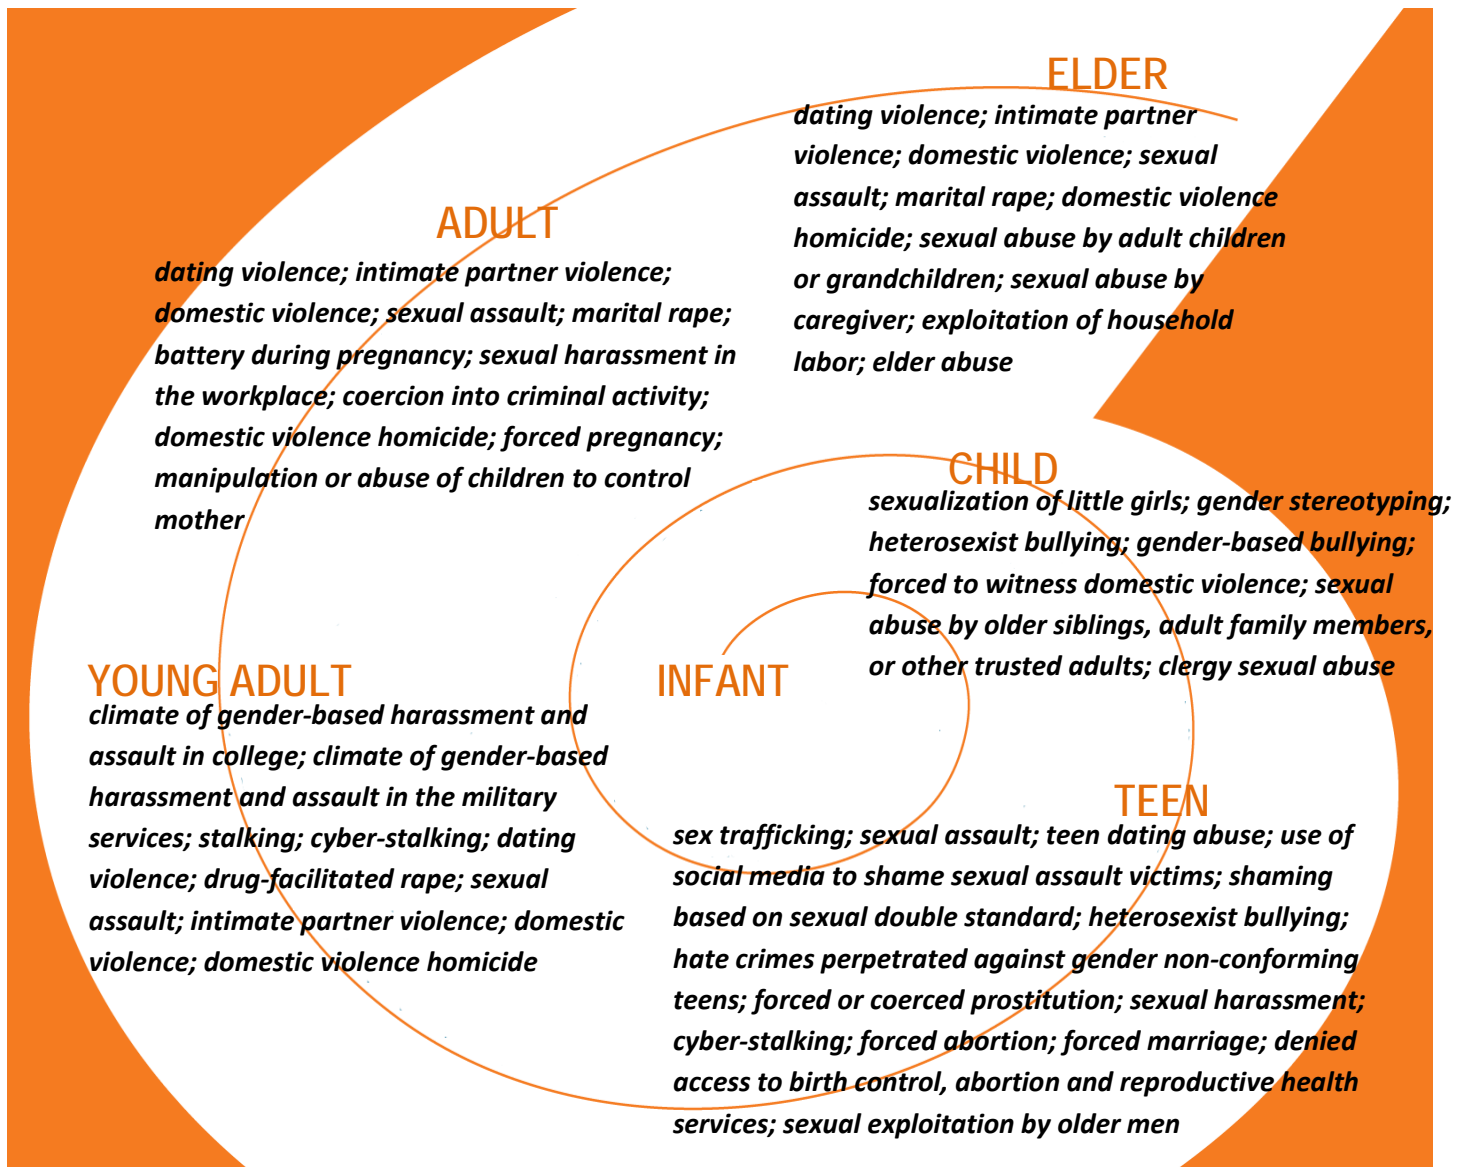 ELDER
dating violence; intimate partner
violence; domestic violence; sexual
assault; marital rape; domestic violence
homicide; sexual abuse by adult children
or grandchildren; sexual abuse by
caregiver; exploitation of household
labor; elder abuse
ADULT
dating violence; intimate partner violence;
domestic violence; sexual assault; marital rape;
battery during pregnancy; sexual harassment in
the workplace; coercion into criminal activity;
domestic violence homicide; forced pregnancy;
manipulation or abuse of children to control
mother
CHILD
sexualization of little girls; gender stereotyping;
heterosexist bullying; gender-based bullying;
forced to witness domestic violence; sexual
abuse by older siblings, adult family members,
or other trusted adults; clergy sexual abuse
YOUNG ADULT
climate of gender-based harassment and
assault in college; climate of gender-based
harassment and assault in the military
services; stalking; cyber-stalking; dating
violence; drug-facilitated rape; sexual
assault; intimate partner violence; domestic
violence; domestic violence homicide
INFANT
TEEN
sex trafficking; sexual assault; teen dating abuse; use of
social media to shame sexual assault victims; shaming
based on sexual double standard; heterosexist bullying;
hate crimes perpetrated against gender non-conforming
teens; forced or coerced prostitution; sexual harassment;
cyber-stalking; forced abortion; forced marriage; denied
access to birth control, abortion and reproductive health
services; sexual exploitation by older men